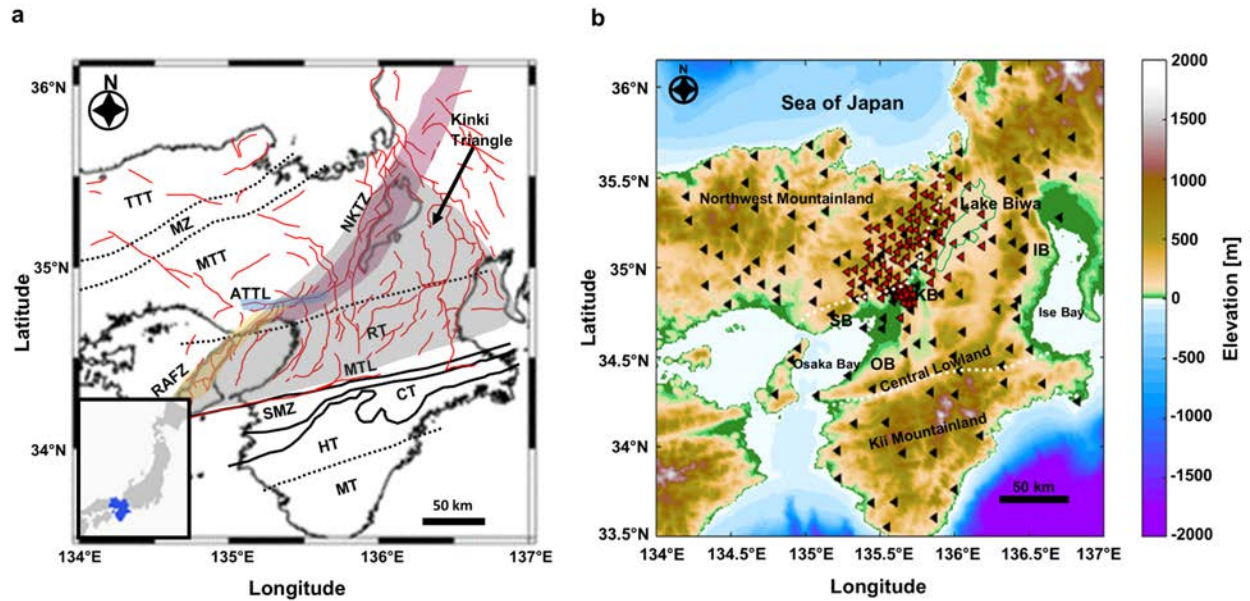 a
N
36°N
35°N
34°N
Latitude
Kinki
Triangle
TTT
MZ
MTT
NKTZ
ATTL
RT
RAFZ
MTL
SMZ
CT
HT
MT
50 km
134°E
135°E
136°E
137°E
Longitude
b
N
Sea of Japan
36°N
35.5°N
35°N
34.5°N
34°N
33.5°N
Latitude
Northwest Mountainland
Lake Biwa
IB
KB
SB
Ise Bay
Osaka Bay
OB
Central Lowland
Kii Mountainland
50 km
134°E
134.5°E
135°E
135.5°E
136°E
136.5°E
137°E
Longitude
2000
1500
1000
500
0
-500
-1000
-1500
-2000
Elevation [m]